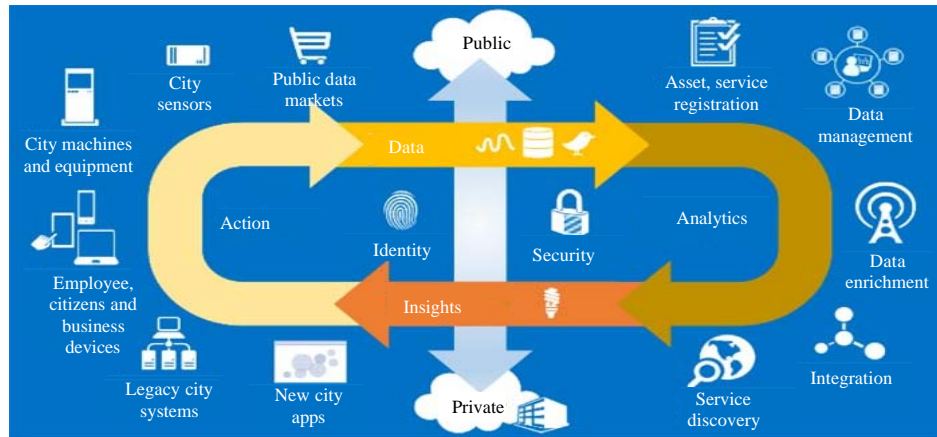 Public
City
sensors
Public data
markets
Asset, service
registration
Data
management
City machines
and equipment
Data
Action
Identity
Security
Analytics
Employee,
citizens and
business
devices
Data
enrichment
Insights
Legacy city
systems
New city
apps
Private
Service
discovery
Integration